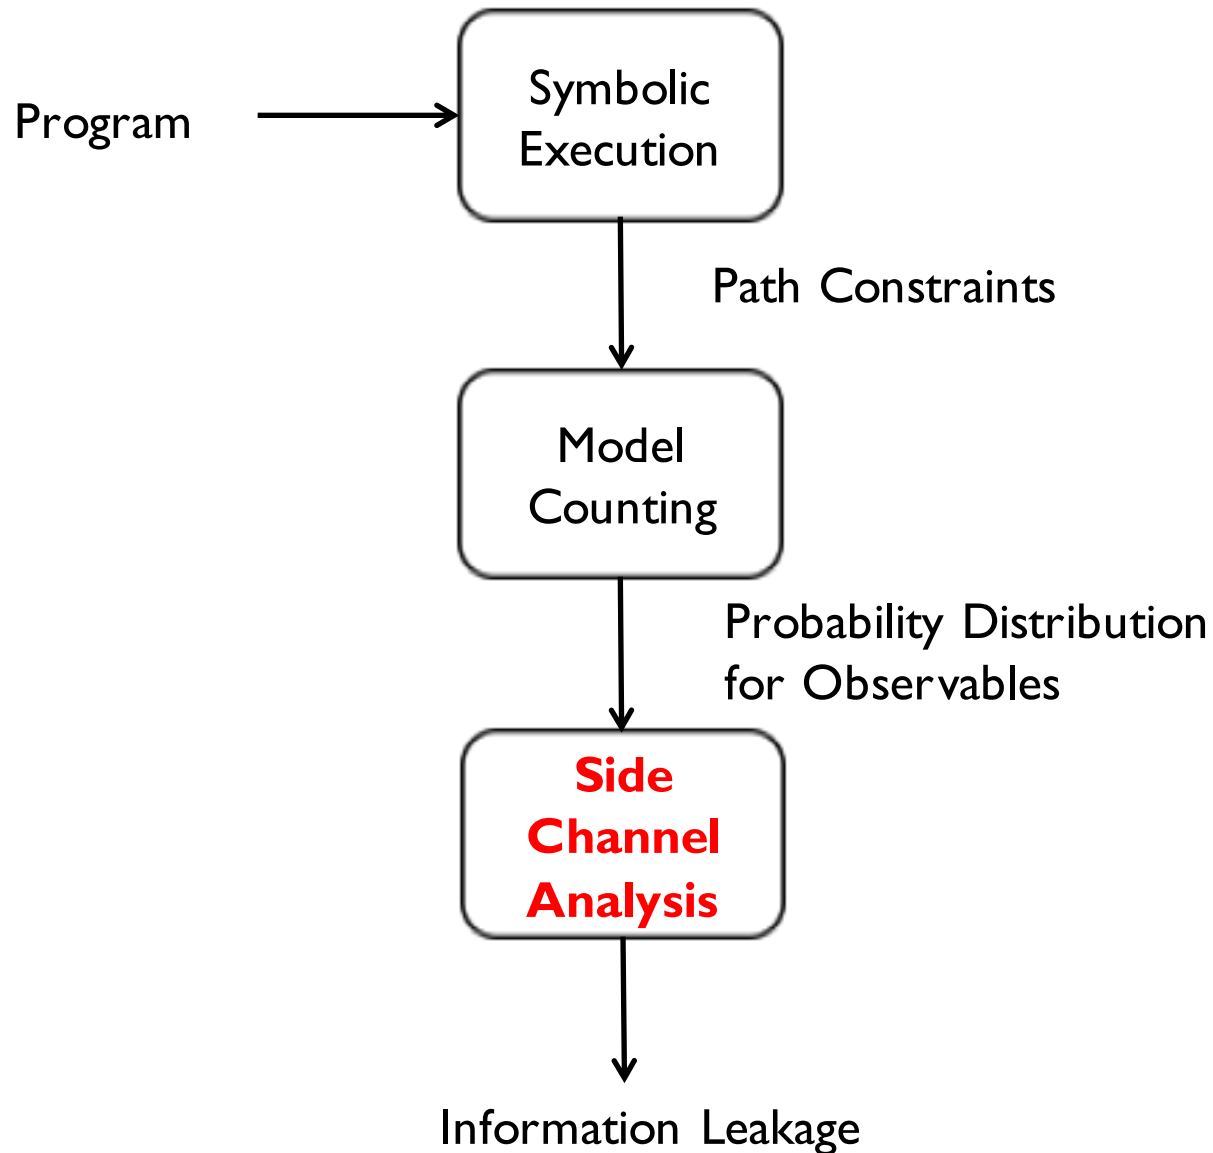 Program
Symbolic
Execution
Path Constraints
Model
Counting
Probability Distribution
for Observables
Side
Channel
Analysis
Information Leakage